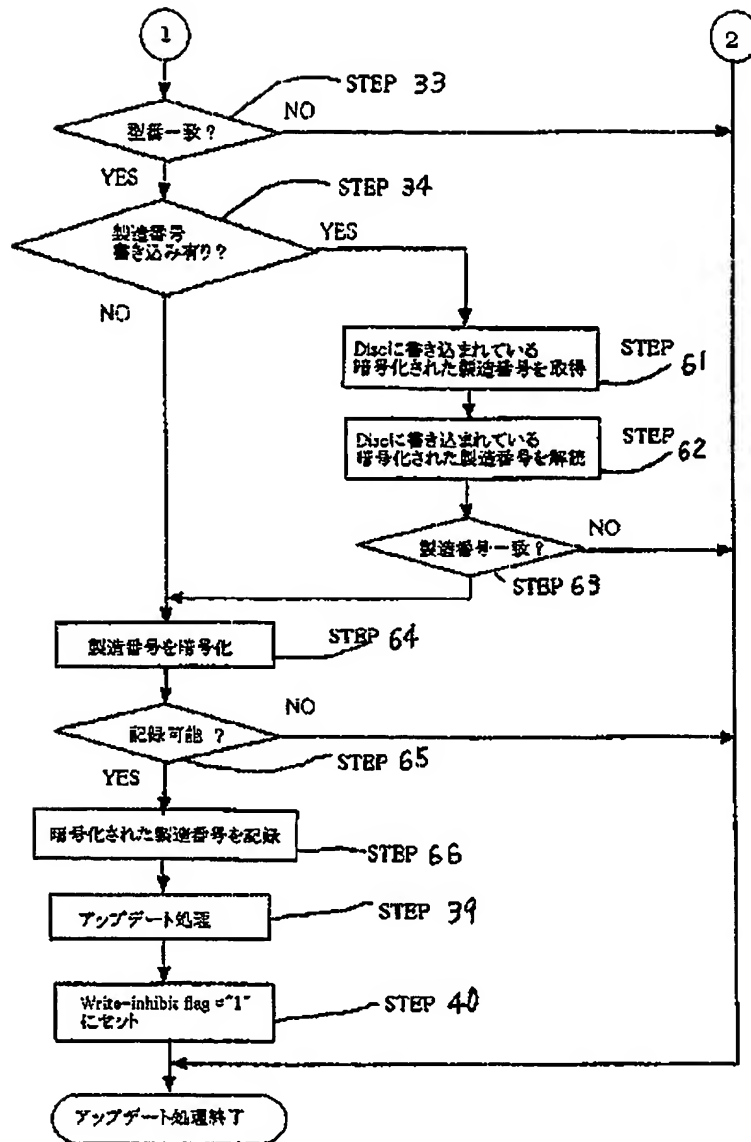 1
2
STEP 33
型番一致?
NO
YES
STEP 34
製造番号
書き込み有り?
YES
NO
Discに書き込まれている
暗号化された製造番号を取得
STEP
61
Discに書き込まれている
暗号化された製造番号を解読
STEP
62
製造番号一致?
NO
STEP 63
製造番号を暗号化
STEP 64
記録可能?
NO
STEP 65
YES
暗号化された製造番号を記録
STEP 66
アップデート処理
STEP 39
Write-inhibit flag="1"
にセット
STEP 40
アップデート処理終了